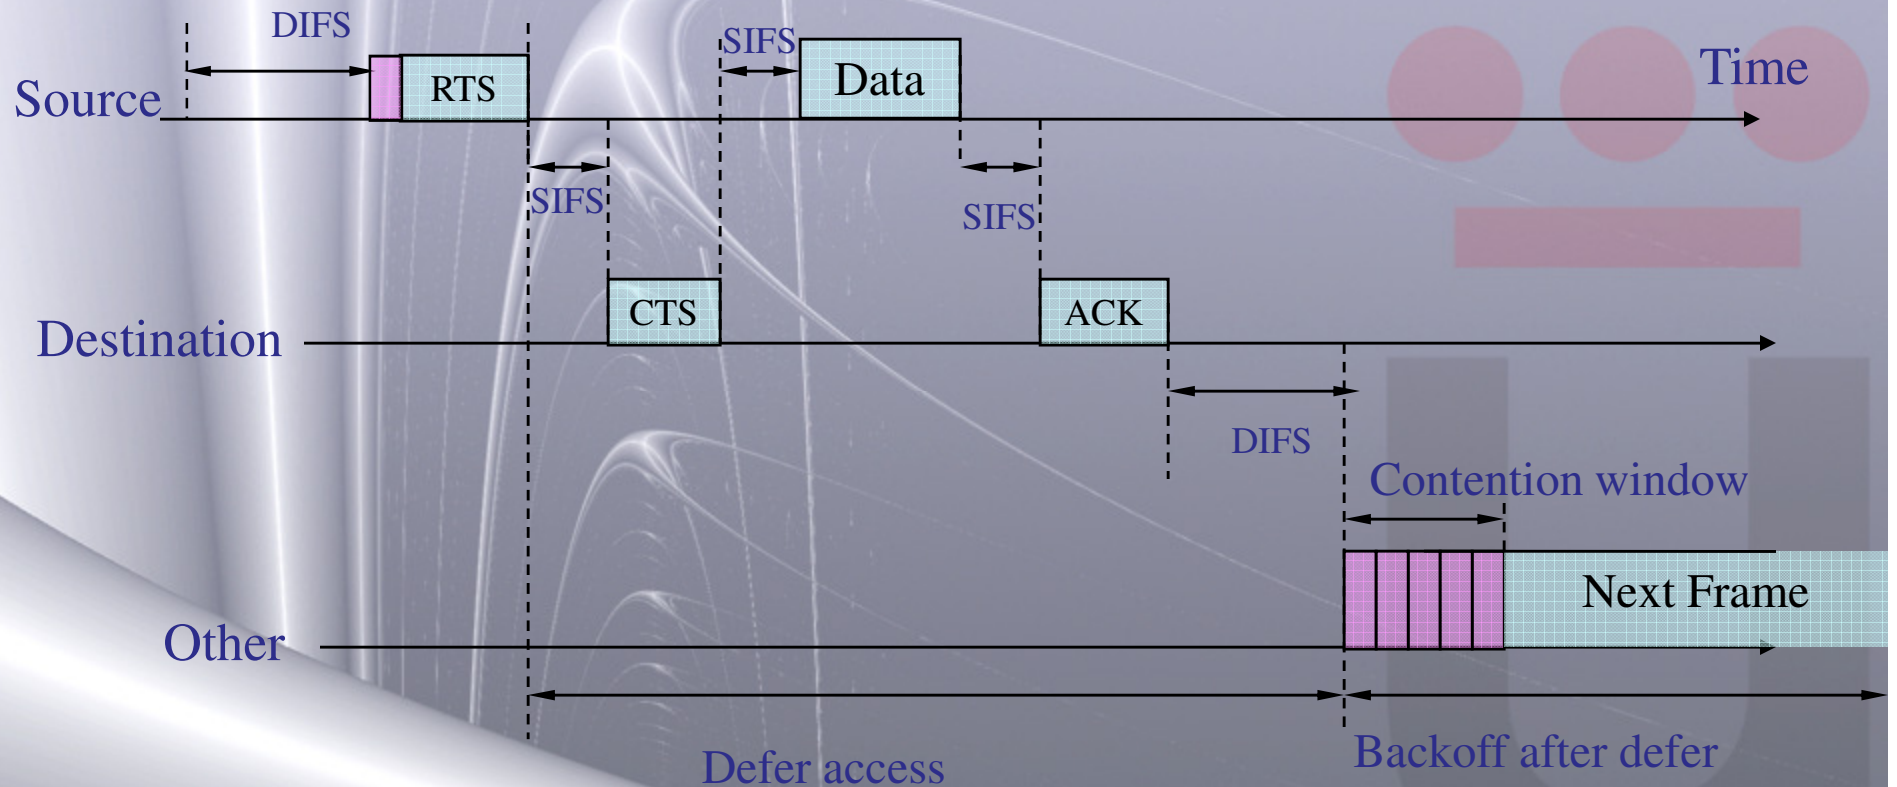 DIFS
SIFS
Source
RTS
Data
Time
SIFS
SIFS
Destination
CTS
ACK
DIFS
Contention window
Other
Next Frame
Defer access
Backoff after defer